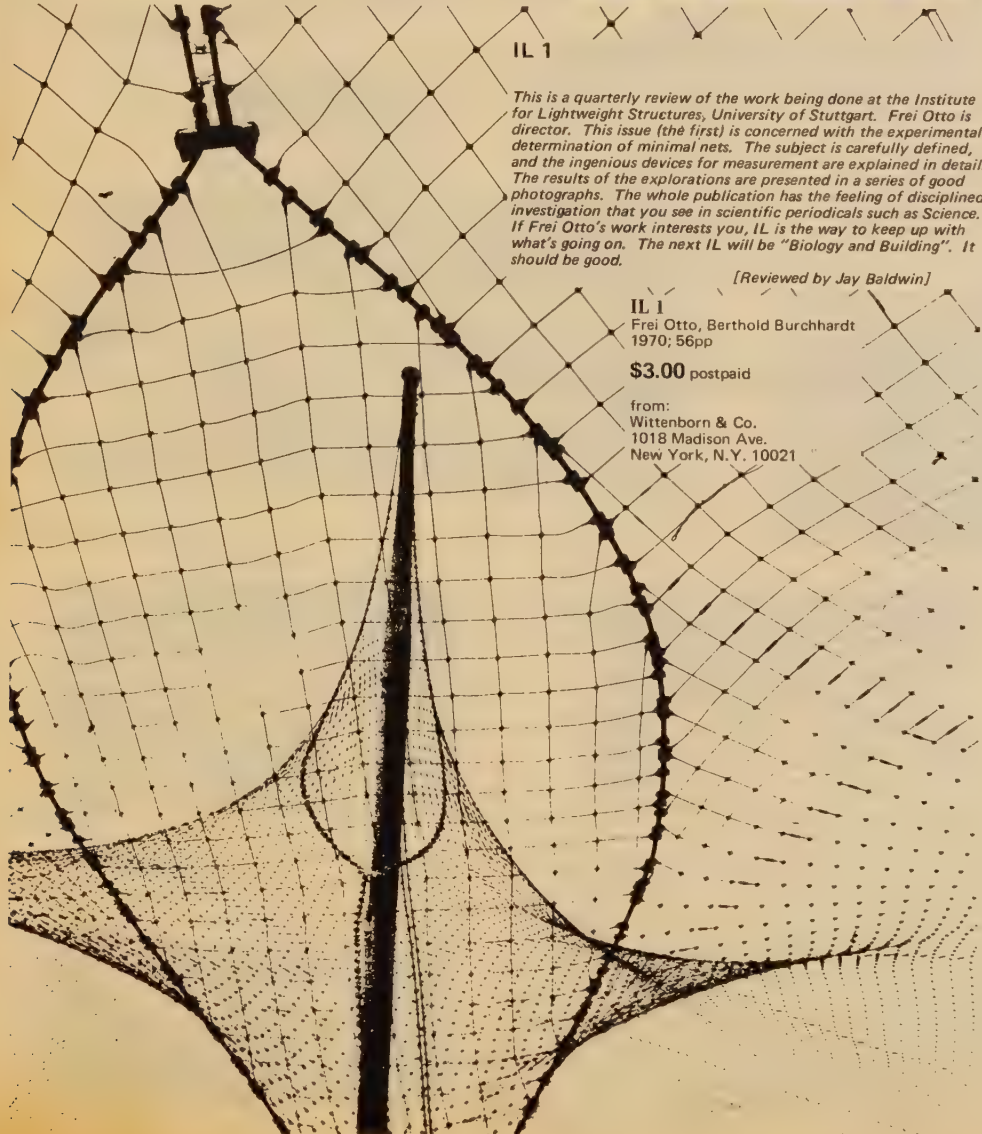 IL 1
This is a quarterly review of the work being done at the Institute
for Lightweight Structures, University of Stuttgart. Frei Otto is
director. This issue (the first) is concerned with the experimental
determination of minimal nets. The subject is carefully defined,
and the ingenious devices for measurement are explained in detail
The results of the explorations are presented in a series of good
photographs. The whole publication has the feeling of disciplined
investigation that you see in scientific periodicals such as Science.
If Frei Otto's work interests you, IL is the way to keep up with
what's going on. The next IL will be "Biology and Building". It
should be good.
[Reviewed by Jay Baldwin]
IL 1
Frei Otto, Berthold Burchhardt
1970; 56pp
$3.00 postpaid
from:
Wittenborn & Co.
1018 Madison Ave.
New York, N.Y. 10021